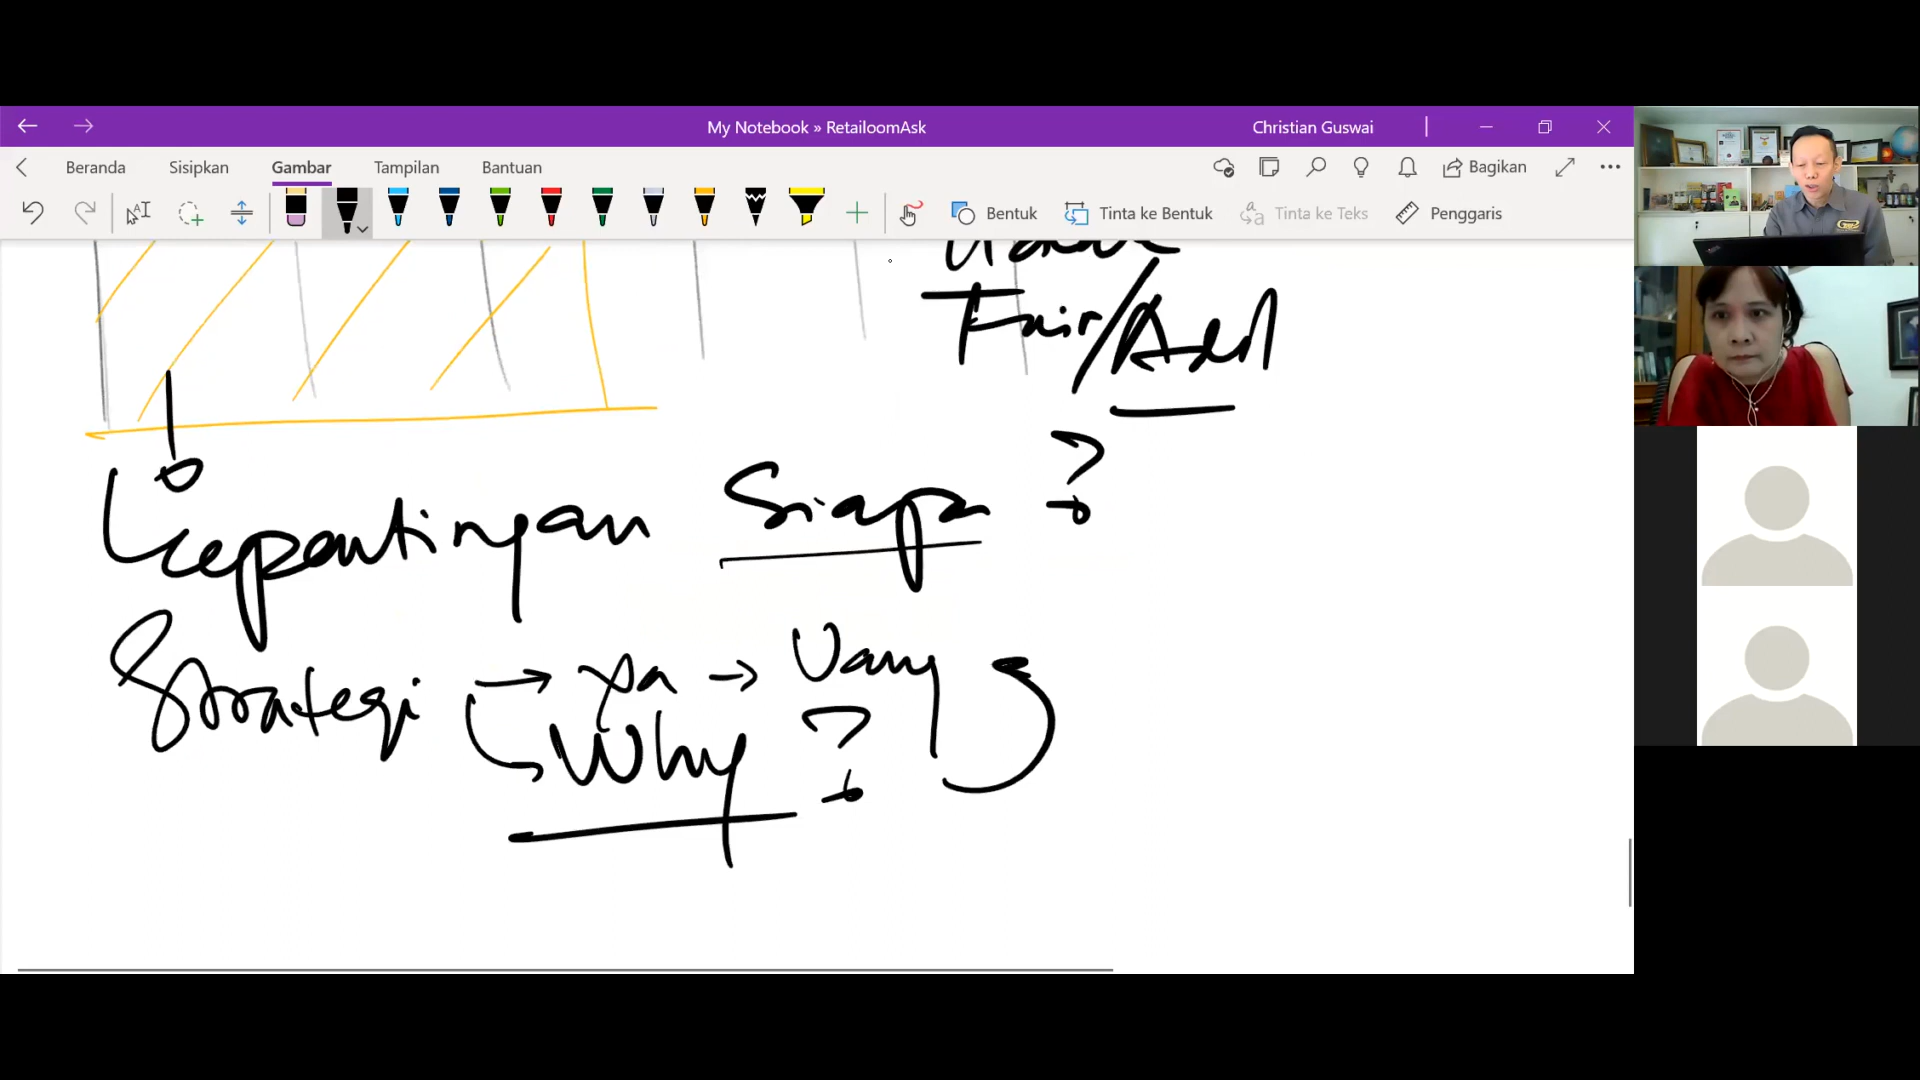 My Notebook » RetailoomAsk
Christian Guswai
Beranda Sisipkan Gambar Tampilan Bantuan
Bagikan
Bentuk Tinta ke Bentuk Tinta ke Teks Penggaris
Fair/Adil
Kepentingan Siapa ?
Strategi → Ya → Uang
Why ?